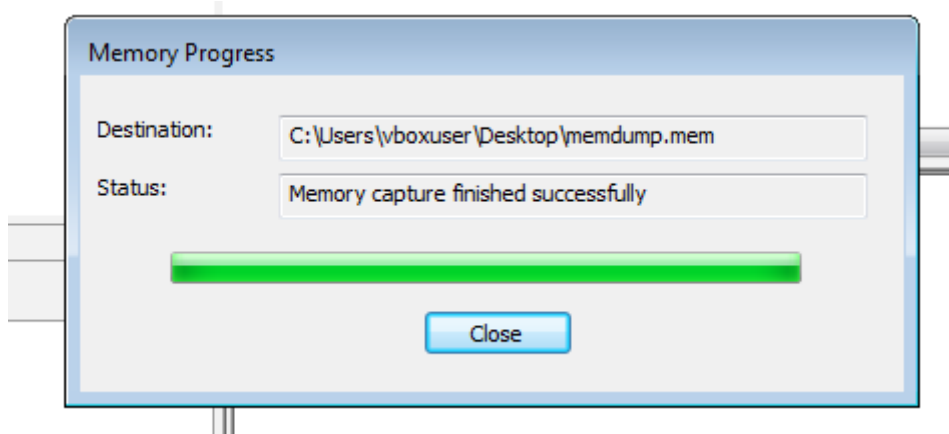 Memory Progress
Destination: C:\Users\vboxuser\Desktop\memdump.mem
Status: Memory capture finished successfully
Close